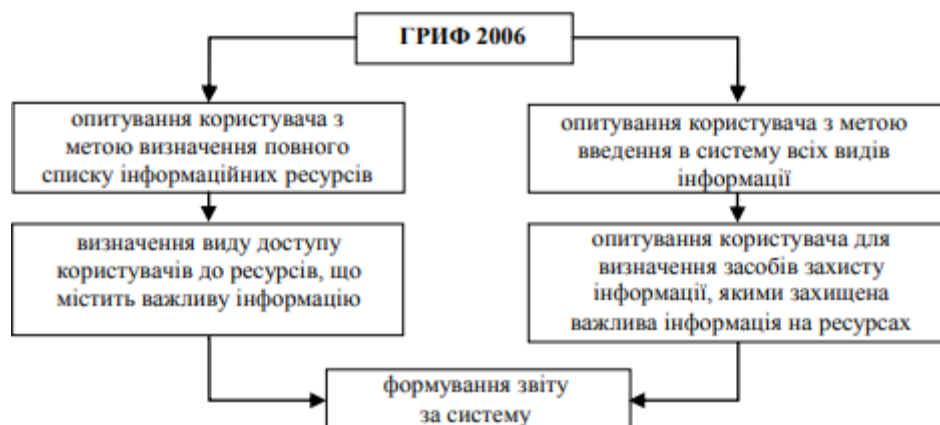 ГРИФ 2006
опитування користувача з
метою визначення повного
списку інформаційних ресурсів
опитування користувача з метою
введення в систему всіх видів
інформації
визначення виду доступу
користувачів до ресурсів, що
містить важливу інформацію
опитування користувача для
визначення засобів захисту
інформації, якими захищена
важлива інформація на ресурсах
формування звіту
за систему